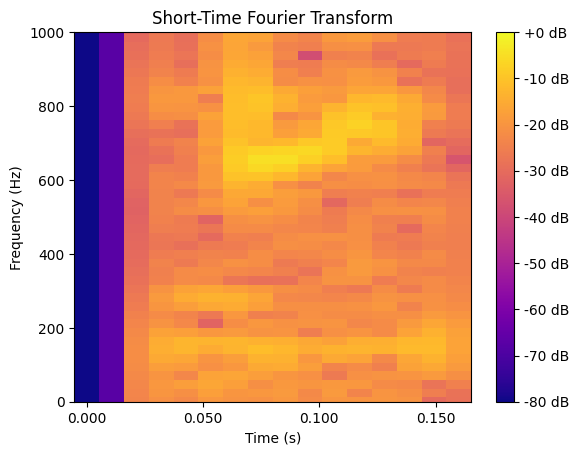 Short-Time Fourier Transform
1000
800
600
400
200
0
Frequency (Hz)
0.000
0.050
0.100
0.150
Time (s)
+0 dB
-10 dB
-20 dB
-30 dB
-40 dB
-50 dB
-60 dB
-70 dB
-80 dB